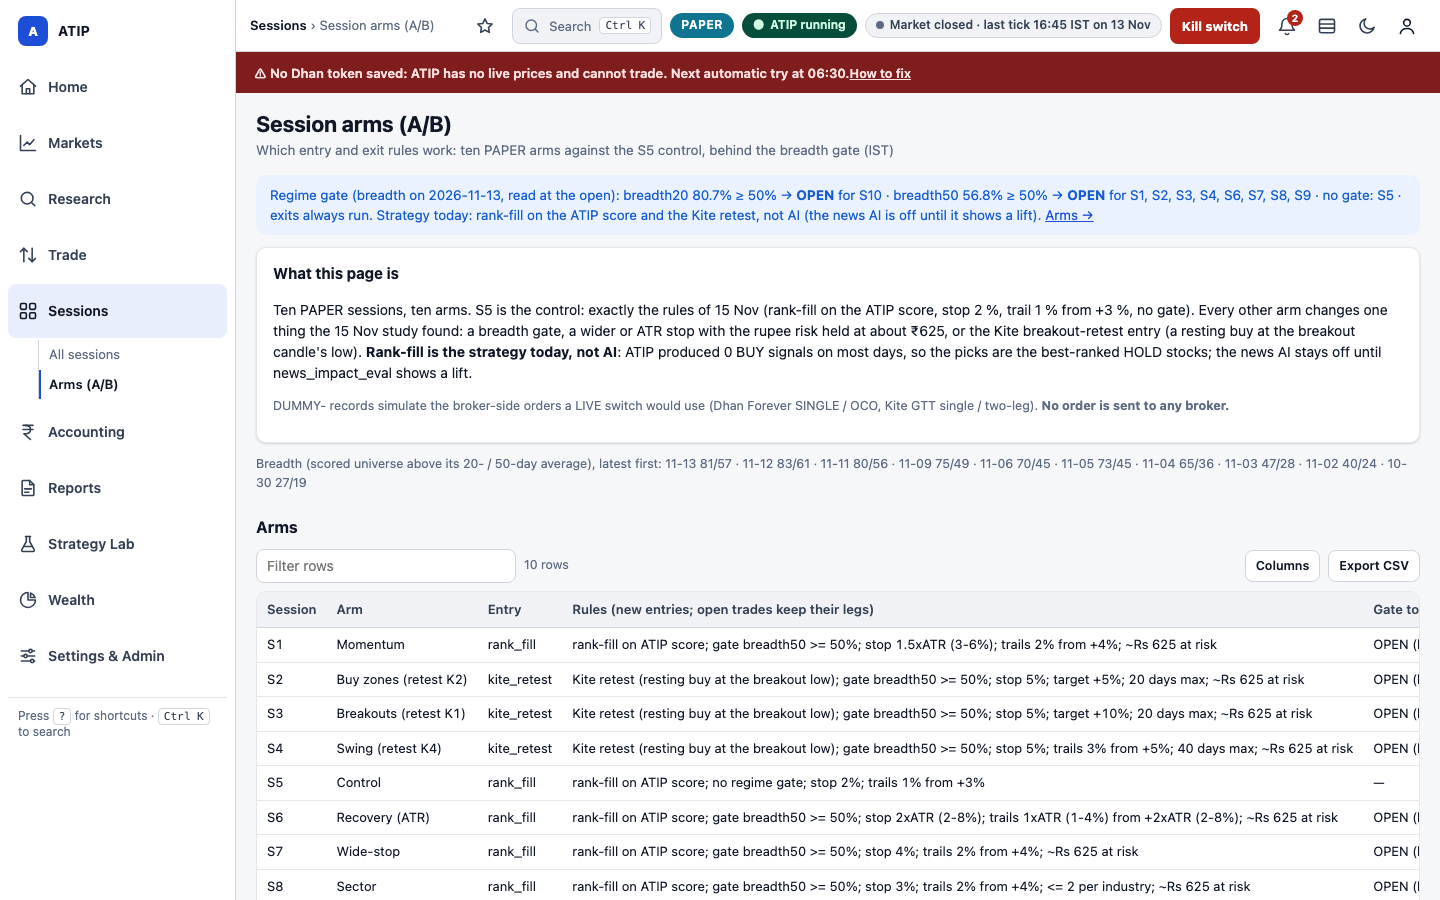 A ATIP
Sessions › Session arms (A/B)
Search Ctrl K
PAPER
ATIP running
Market closed · last tick 16:45 IST on 13 Nov
Kill switch
2
⚠ No Dhan token saved: ATIP has no live prices and cannot trade. Next automatic try at 06:30.How to fix
Home
Markets
Research
Trade
Sessions
All sessions
Arms (A/B)
Accounting
Reports
Strategy Lab
Wealth
Settings & Admin
Press ? for shortcuts · Ctrl K
to search
Session arms (A/B)
Which entry and exit rules work: ten PAPER arms against the S5 control, behind the breadth gate (IST)
Regime gate (breadth on 2026-11-13, read at the open): breadth20 80.7% ≥ 50% → OPEN for S10 · breadth50 56.8% ≥ 50% → OPEN for S1, S2, S3, S4, S6, S7, S8, S9 · no gate: S5 ·
exits always run. Strategy today: rank-fill on the ATIP score and the Kite retest, not AI (the news AI is off until it shows a lift). Arms →
What this page is
Ten PAPER sessions, ten arms. S5 is the control: exactly the rules of 15 Nov (rank-fill on the ATIP score, stop 2 %, trail 1 % from +3 %, no gate). Every other arm changes one
thing the 15 Nov study found: a breadth gate, a wider or ATR stop with the rupee risk held at about ₹625, or the Kite breakout-retest entry (a resting buy at the breakout
candle's low). Rank-fill is the strategy today, not AI: ATIP produced 0 BUY signals on most days, so the picks are the best-ranked HOLD stocks; the news AI stays off until
news_impact_eval shows a lift.
DUMMY- records simulate the broker-side orders a LIVE switch would use (Dhan Forever SINGLE / OCO, Kite GTT single / two-leg). No order is sent to any broker.
Breadth (scored universe above its 20- / 50-day average), latest first: 11-13 81/57 · 11-12 83/61 · 11-11 80/56 · 11-09 75/49 · 11-06 70/45 · 11-05 73/45 · 11-04 65/36 · 11-03 47/28 · 11-02 40/24 · 10-
30 27/19
Arms
Filter rows 10 rows Columns Export CSV
Session Arm Entry Rules (new entries; open trades keep their legs) Gate to
S1 Momentum rank_fill rank-fill on ATIP score; gate breadth50 >= 50%; stop 1.5xATR (3-6%); trails 2% from +4%; ~Rs 625 at risk OPEN (
S2 Buy zones (retest K2) kite_retest Kite retest (resting buy at the breakout low); gate breadth50 >= 50%; stop 5%; target +5%; 20 days max; ~Rs 625 at risk OPEN (
S3 Breakouts (retest K1) kite_retest Kite retest (resting buy at the breakout low); gate breadth50 >= 50%; stop 5%; target +10%; 20 days max; ~Rs 625 at risk OPEN (
S4 Swing (retest K4) kite_retest Kite retest (resting buy at the breakout low); gate breadth50 >= 50%; stop 5%; trails 3% from +5%; 40 days max; ~Rs 625 at risk OPEN (
S5 Control rank_fill rank-fill on ATIP score; no regime gate; stop 2%; trails 1% from +3% —
S6 Recovery (ATR) rank_fill rank-fill on ATIP score; gate breadth50 >= 50%; stop 2xATR (2-8%); trails 1xATR (1-4%) from +2xATR (2-8%); ~Rs 625 at risk OPEN (
S7 Wide-stop rank_fill rank-fill on ATIP score; gate breadth50 >= 50%; stop 4%; trails 2% from +4%; ~Rs 625 at risk OPEN (
S8 Sector rank_fill rank-fill on ATIP score; gate breadth50 >= 50%; stop 3%; trails 2% from +4%; <= 2 per industry; ~Rs 625 at risk OPEN (